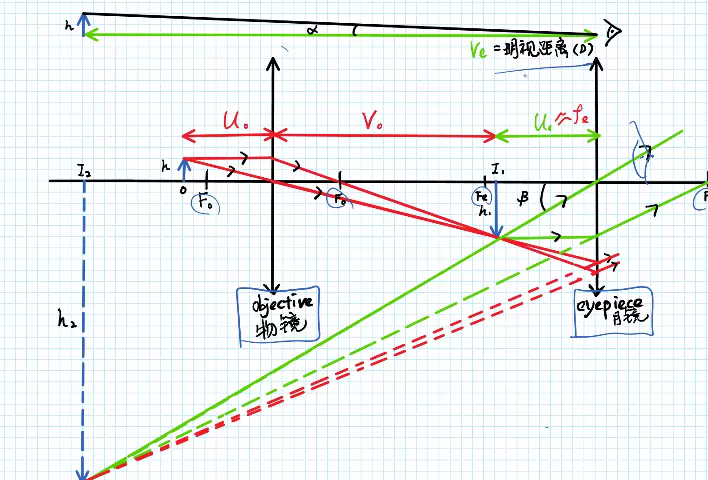 h
α
Ve = 明视距离 (D)
U₀
V₀
U₀ ≈ fe
I₂
h
I₁
O
F₀
F₀
Fe
h₁
β
F
h₂
objective
物镜
eyepiece
目镜